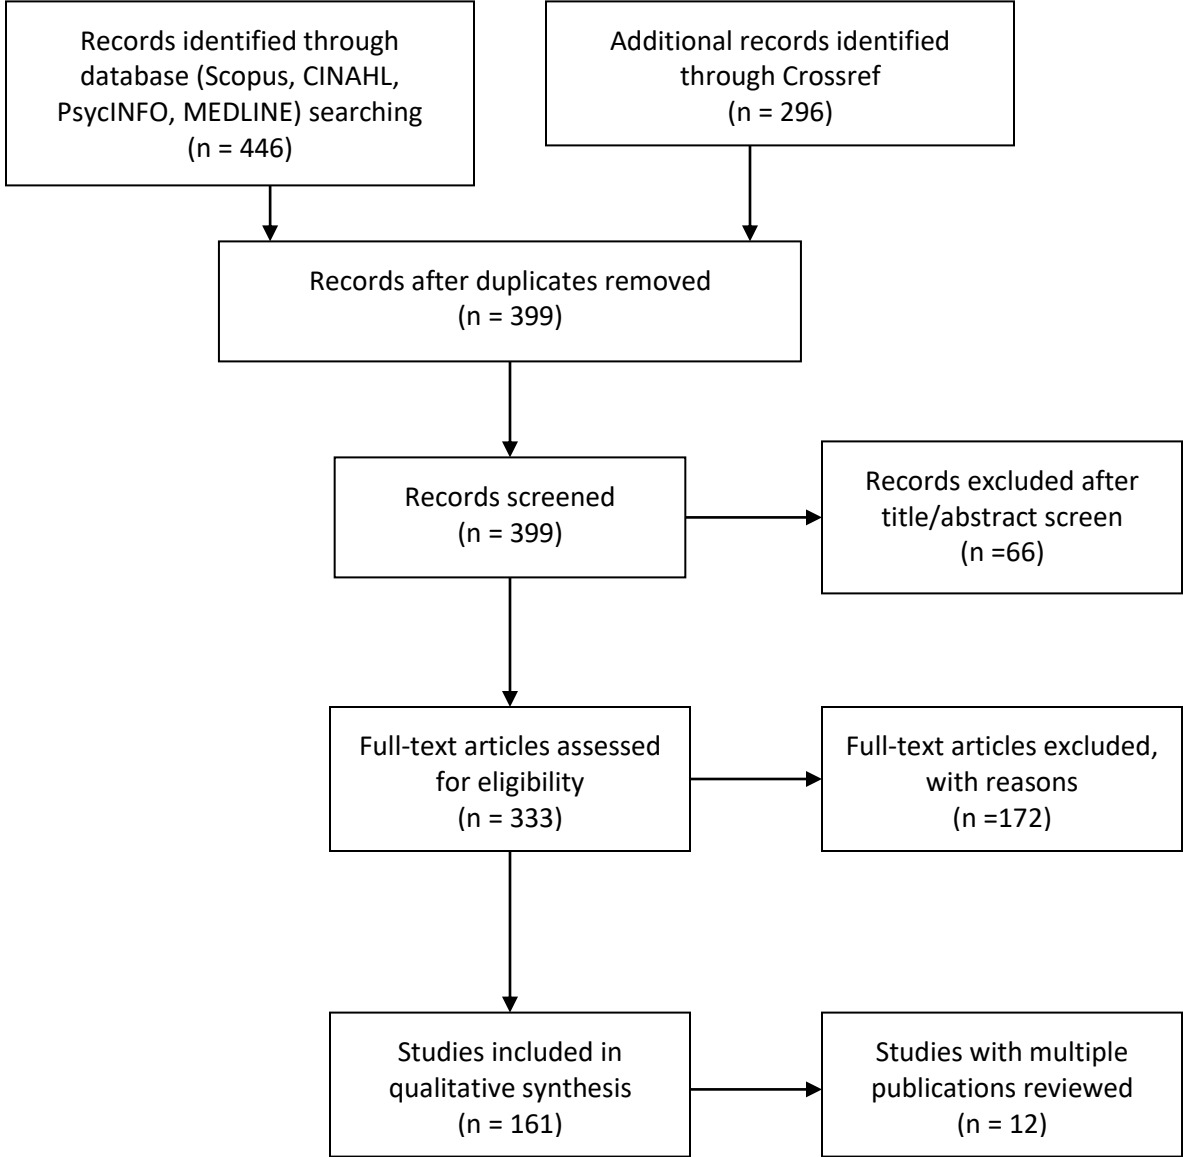 Records identified through
database (Scopus, CINAHL,
PsycINFO, MEDLINE) searching
(n = 446)
Additional records identified
through Crossref
(n = 296)
Records after duplicates removed
(n = 399)
Records screened
(n = 399)
Records excluded after
title/abstract screen
(n =66)
Full-text articles assessed
for eligibility
(n = 333)
Full-text articles excluded,
with reasons
(n =172)
Studies included in
qualitative synthesis
(n = 161)
Studies with multiple
publications reviewed
(n = 12)